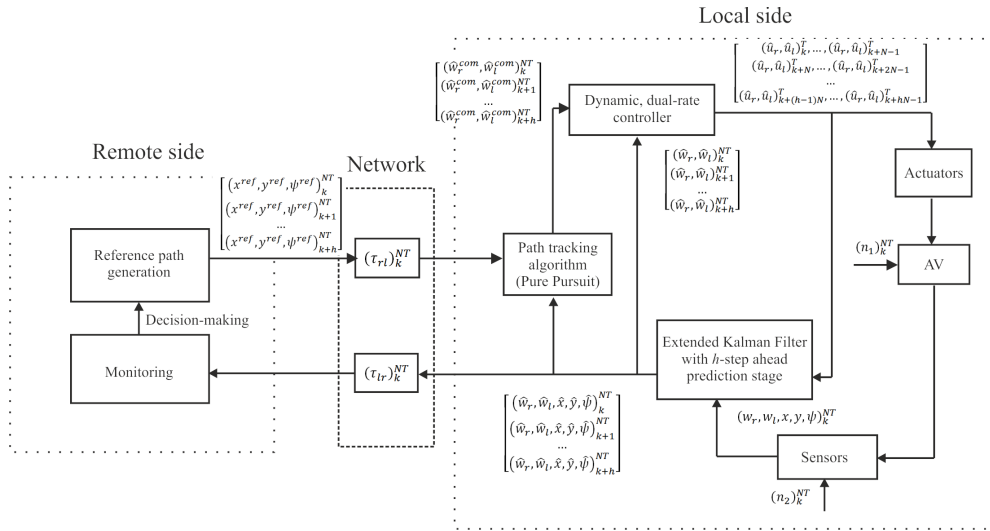 Local side
Remote side
Network
[(ŵ_r^com, ŵ_l^com)_k^NT
(ŵ_r^com, ŵ_l^com)_{k+1}^NT
...
(ŵ_r^com, ŵ_l^com)_{k+h}^NT]
Dynamic, dual-rate
controller
[(û_r, û_l)_k^T, ..., (û_r, û_l)_{k+N-1}^T
(û_r, û_l)_{k+N}^T, ..., (û_r, û_l)_{k+2N-1}^T
...
(û_r, û_l)_{k+(h-1)N}^T, ..., (û_r, û_l)_{k+hN-1}^T]
[(ŵ_r, ŵ_l)_k^NT
(ŵ_r, ŵ_l)_{k+1}^NT
...
(ŵ_r, ŵ_l)_{k+h}^NT]
Actuators
[(x^ref, y^ref, ψ^ref)_k^NT
(x^ref, y^ref, ψ^ref)_{k+1}^NT
...
(x^ref, y^ref, ψ^ref)_{k+h}^NT]
Reference path
generation
(τ_rl)_k^NT
Path tracking
algorithm
(Pure Pursuit)
(n_1)_k^NT
AV
Decision-making
Monitoring
(τ_lr)_k^NT
Extended Kalman Filter
with h-step ahead
prediction stage
[(ŵ_r, ŵ_l, x̂, ŷ, ψ̂)_k^NT
(ŵ_r, ŵ_l, x̂, ŷ, ψ̂)_{k+1}^NT
...
(ŵ_r, ŵ_l, x̂, ŷ, ψ̂)_{k+h}^NT]
(w_r, w_l, x, y, ψ)_k^NT
Sensors
(n_2)_k^NT